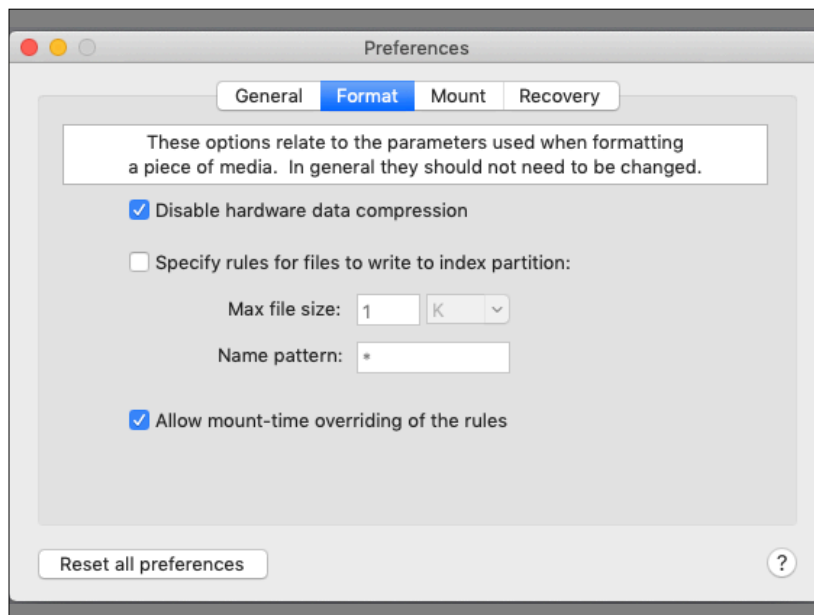 Preferences
General Format Mount Recovery
These options relate to the parameters used when formatting
a piece of media. In general they should not need to be changed.
Disable hardware data compression
Specify rules for files to write to index partition:
Max file size: 1 K
Name pattern: *
Allow mount-time overriding of the rules
Reset all preferences ?